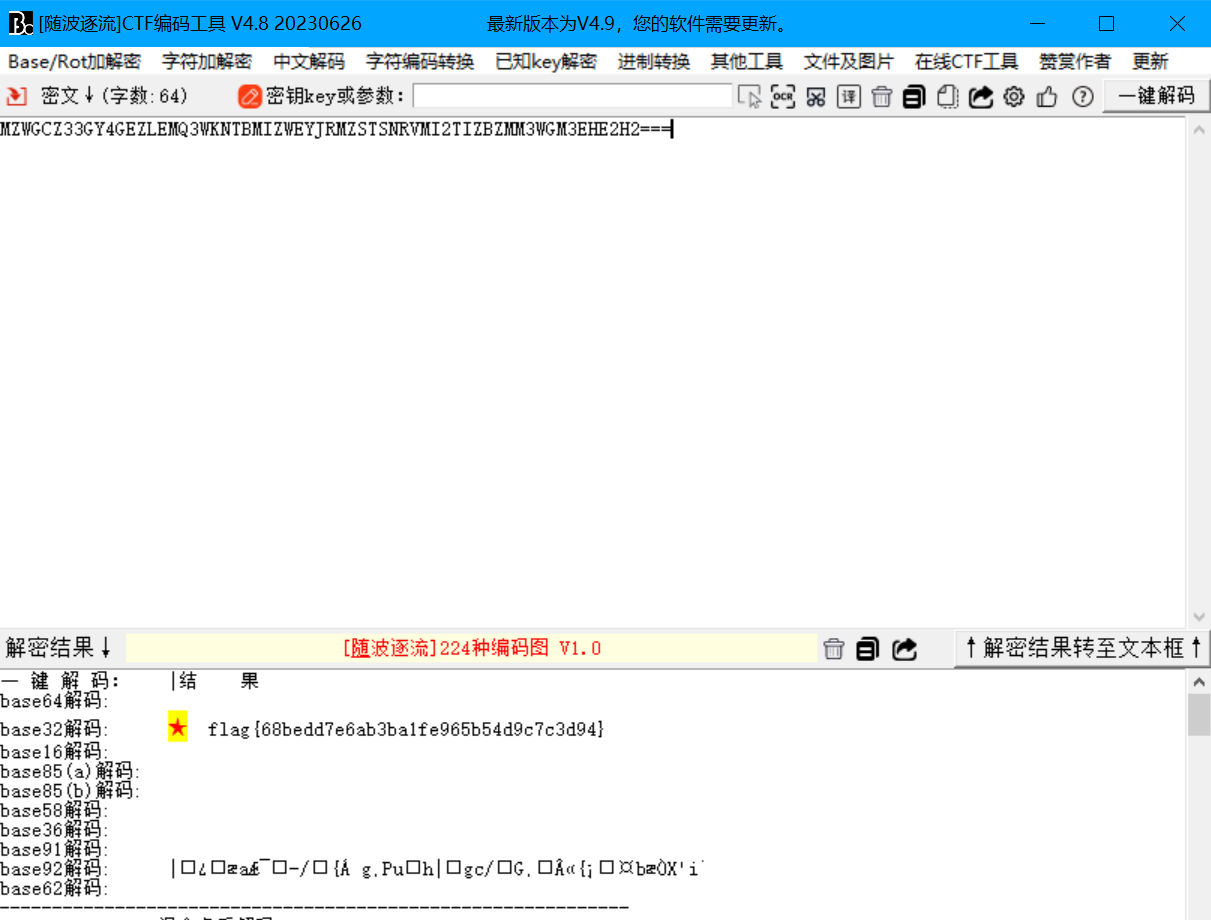 [随波逐流]CTF编码工具 V4.8 20230626 最新版本为V4.9，您的软件需要更新。
Base/Rot加解密 字符加解密 中文解码 字符编码转换 已知key解密 进制转换 其他工具 文件及图片 在线CTF工具 赞赏作者 更新
密文↓(字数:64) 密钥key或参数: OCR 译 一键解码
MZWGCZ33GY4GEZLEMQ3WKNTBMIZWEYJRMZSTSNRVMI2TIZBZMM3WGM3EHE2H2===
解密结果↓ [随波逐流]224种编码图 V1.0 ↑解密结果转至文本框↑
一 键 解 码: |结 果
base64解码:
base32解码: ★ flag{68bedd7e6ab3ba1fe965b54d9c7c3d94}
base16解码:
base85(a)解码:
base85(b)解码:
base58解码:
base36解码:
base91解码:
base92解码:
base62解码: